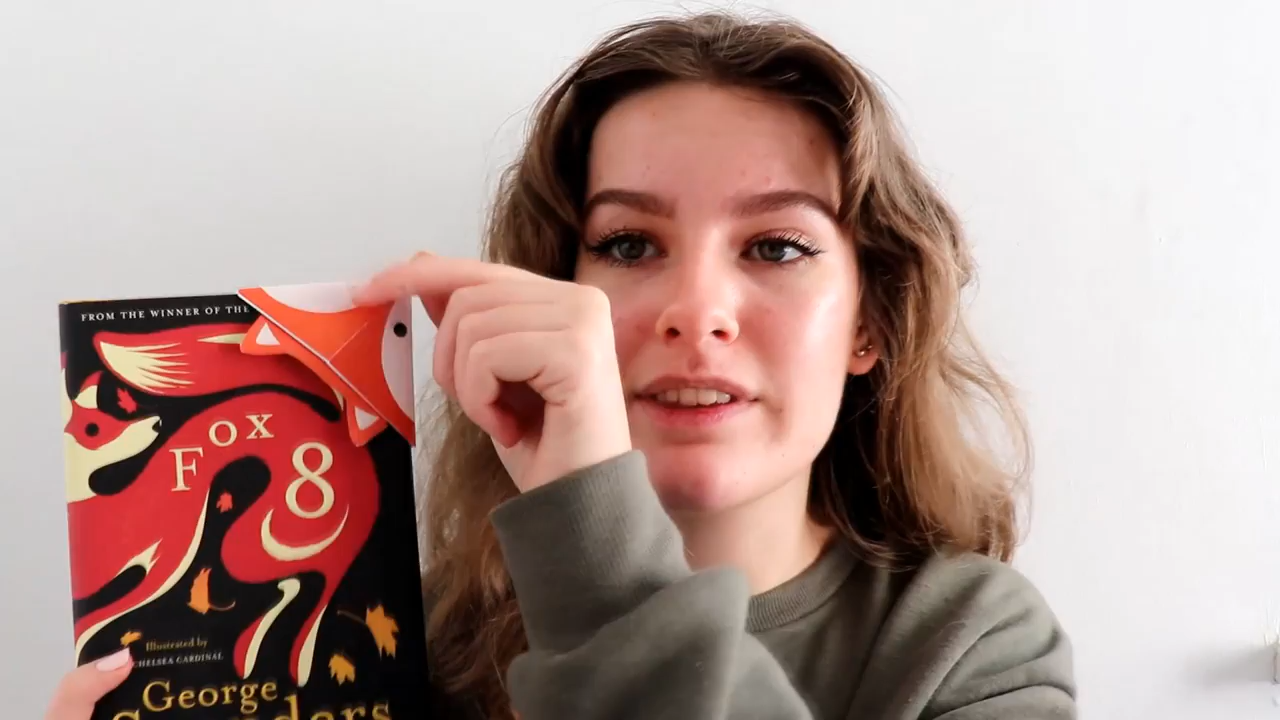 FROM THE WINNER OF THE
FOX
8
Illustrated by
CHELSEA CARDINAL
George